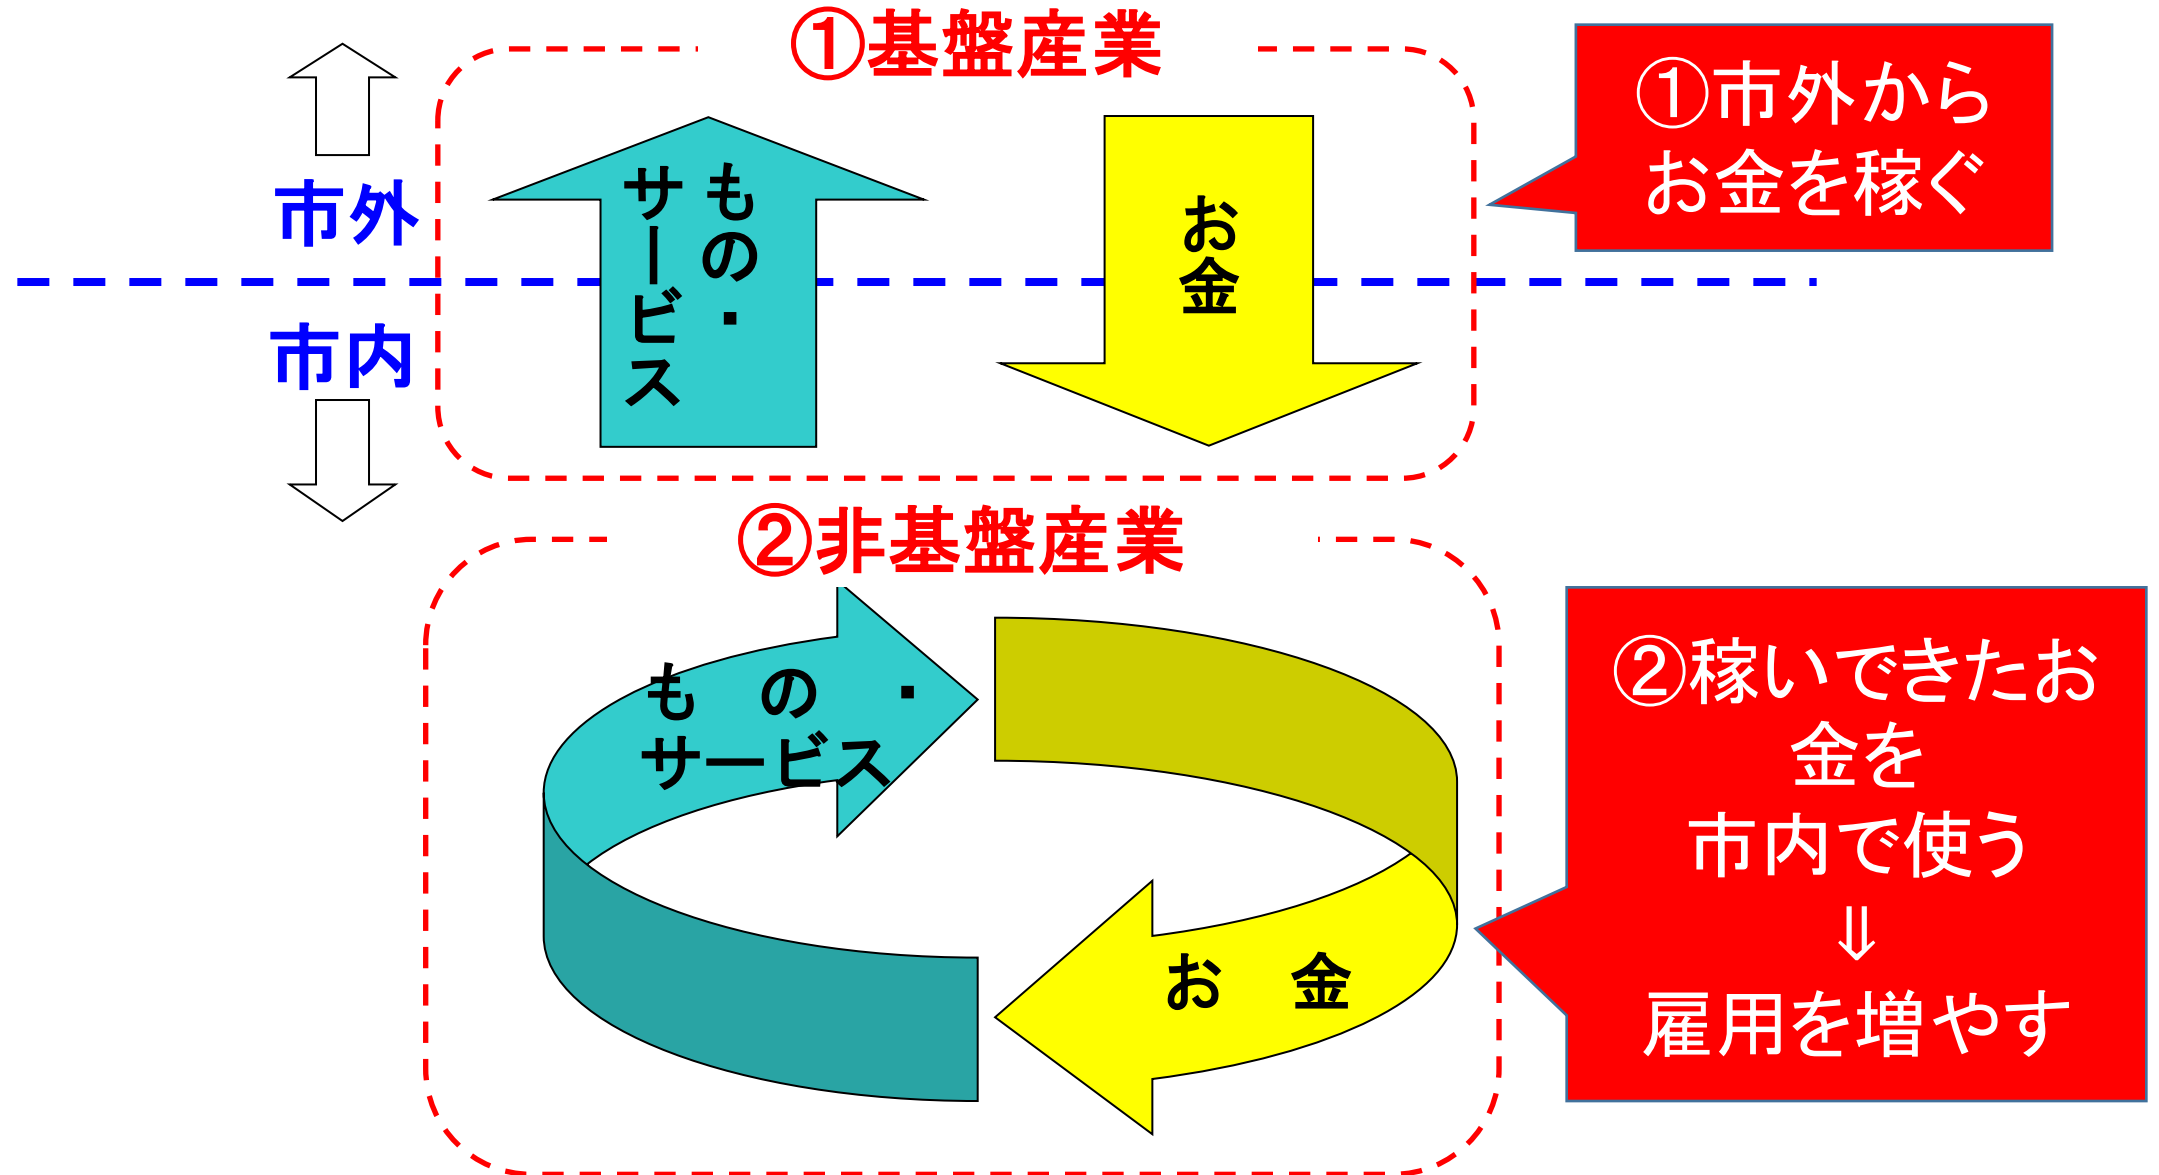 ①基盤産業
①市外から
お金を稼ぐ
市外
もの・
サービス
お金
市内
②非基盤産業
もの・
サービス
お金
②稼いできたお
金を
市内で使う
⇓
雇用を増やす